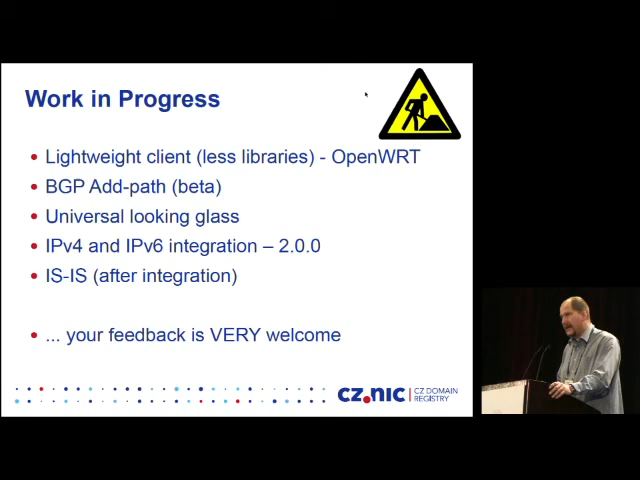 Work in Progress
• Lightweight client (less libraries) - OpenWRT
• BGP Add-path (beta)
• Universal looking glass
• IPv4 and IPv6 integration – 2.0.0
• IS-IS (after integration)
• ... your feedback is VERY welcome
CZ.NIC | CZ DOMAIN
REGISTRY